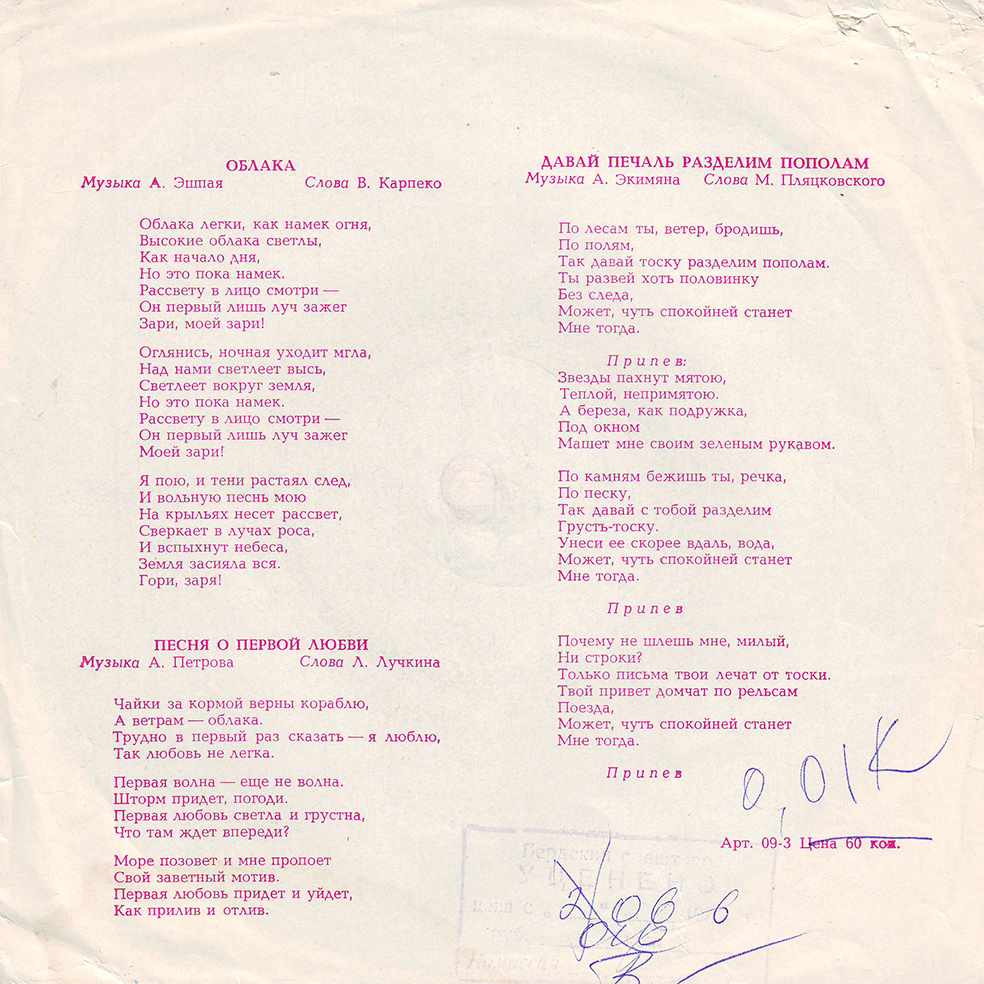 ОБЛАКА
Музыка А. Эшпая Слова В. Карпеко
Облака легки, как намек огня,
Высокие облака светлы,
Как начало дня,
Но это пока намек.
Рассвету в лицо смотри —
Он первый лишь луч зажег
Зари, моей зари!
Оглянись, ночная уходит мгла,
Над нами светлеет высь,
Светлеет вокруг земля,
Но это пока намек.
Рассвету в лицо смотри —
Он первый лишь луч зажег
Моей зари!
Я пою, и тени растаял след,
И вольную песнь мою
На крыльях несет рассвет,
Сверкает в лучах роса,
И вспыхнут небеса,
Земля засияла вся.
Гори, заря!
ПЕСНЯ О ПЕРВОЙ ЛЮБВИ
Музыка А. Петрова Слова Л. Лучкина
Чайки за кормой верны кораблю,
А ветрам — облака.
Трудно в первый раз сказать — я люблю,
Так любовь не легка.
Первая волна — еще не волна.
Шторм придет, погоди.
Первая любовь светла и грустна,
Что там ждет впереди?
Море позовет и мне пропоет
Свой заветный мотив.
Первая любовь придет и уйдет,
Как прилив и отлив.
ДАВАЙ ПЕЧАЛЬ РАЗДЕЛИМ ПОПОЛАМ
Музыка А. Экимяна Слова М. Пляцковского
По лесам ты, ветер, бродишь,
По полям,
Так давай тоску разделим пополам.
Ты развей хоть половинку
Без следа,
Может, чуть спокойней станет
Мне тогда.
Припев:
Звезды пахнут мятою,
Теплой, непримятою.
А береза, как подружка,
Под окном
Машет мне своим зеленым рукавом.
По камням бежишь ты, речка,
По песку,
Так давай с тобой разделим
Грусть-тоску.
Унеси ее скорее вдаль, вода,
Может, чуть спокойней станет
Мне тогда.
Припев
Почему не шлешь мне, милый,
Ни строки?
Только письма твои лечат от тоски.
Твой привет домчат по рельсам
Поезда,
Может, чуть спокойней станет
Мне тогда.
Припев
0,01К
Арт. 09-3 Цена 60 коп.
УЦЕНЕНО
Комиссия